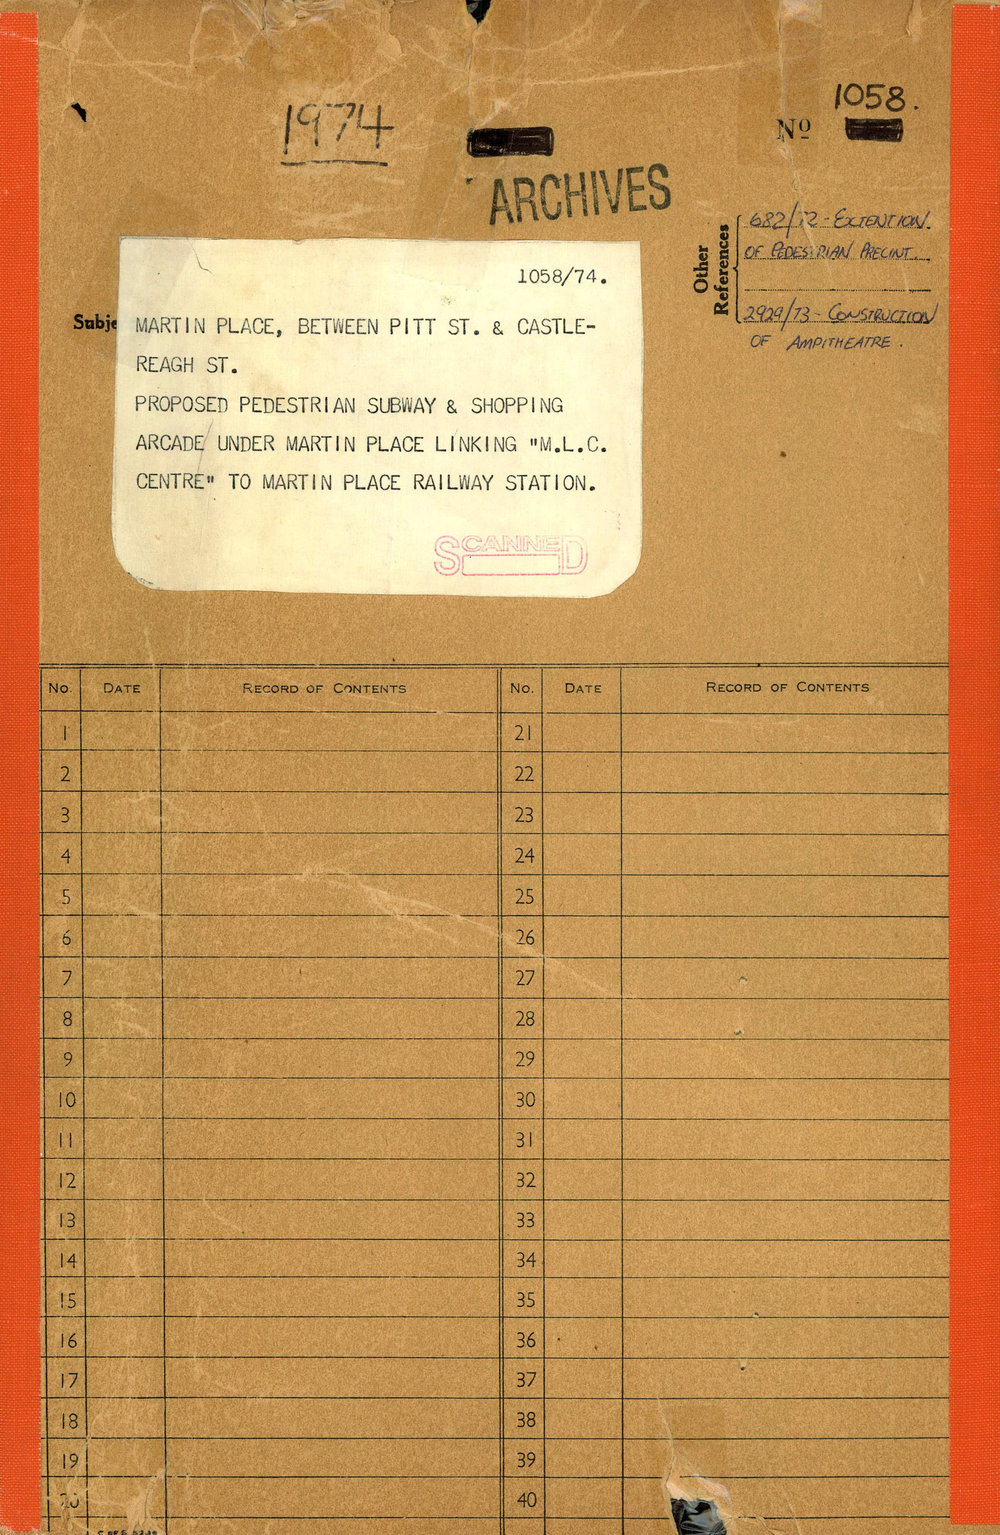 1974
1058.
Nº
ARCHIVES
Other
References
682/72 - EXTENTION
OF PEDESTRIAN PRECINT
2929/73 - CONSTRUCTION
OF AMPITHEATRE.
1058/74.
Subje
MARTIN PLACE, BETWEEN PITT ST. & CASTLE-
REAGH ST.
PROPOSED PEDESTRIAN SUBWAY & SHOPPING
ARCADE UNDER MARTIN PLACE LINKING "M.L.C.
CENTRE" TO MARTIN PLACE RAILWAY STATION.
SCANNED
No. DATE RECORD OF CONTENTS No. DATE RECORD OF CONTENTS
1 21
2 22
3 23
4 24
5 25
6 26
7 27
8 28
9 29
10 30
11 31
12 32
13 33
14 34
15 35
16 36
17 37
18 38
19 39
20 40